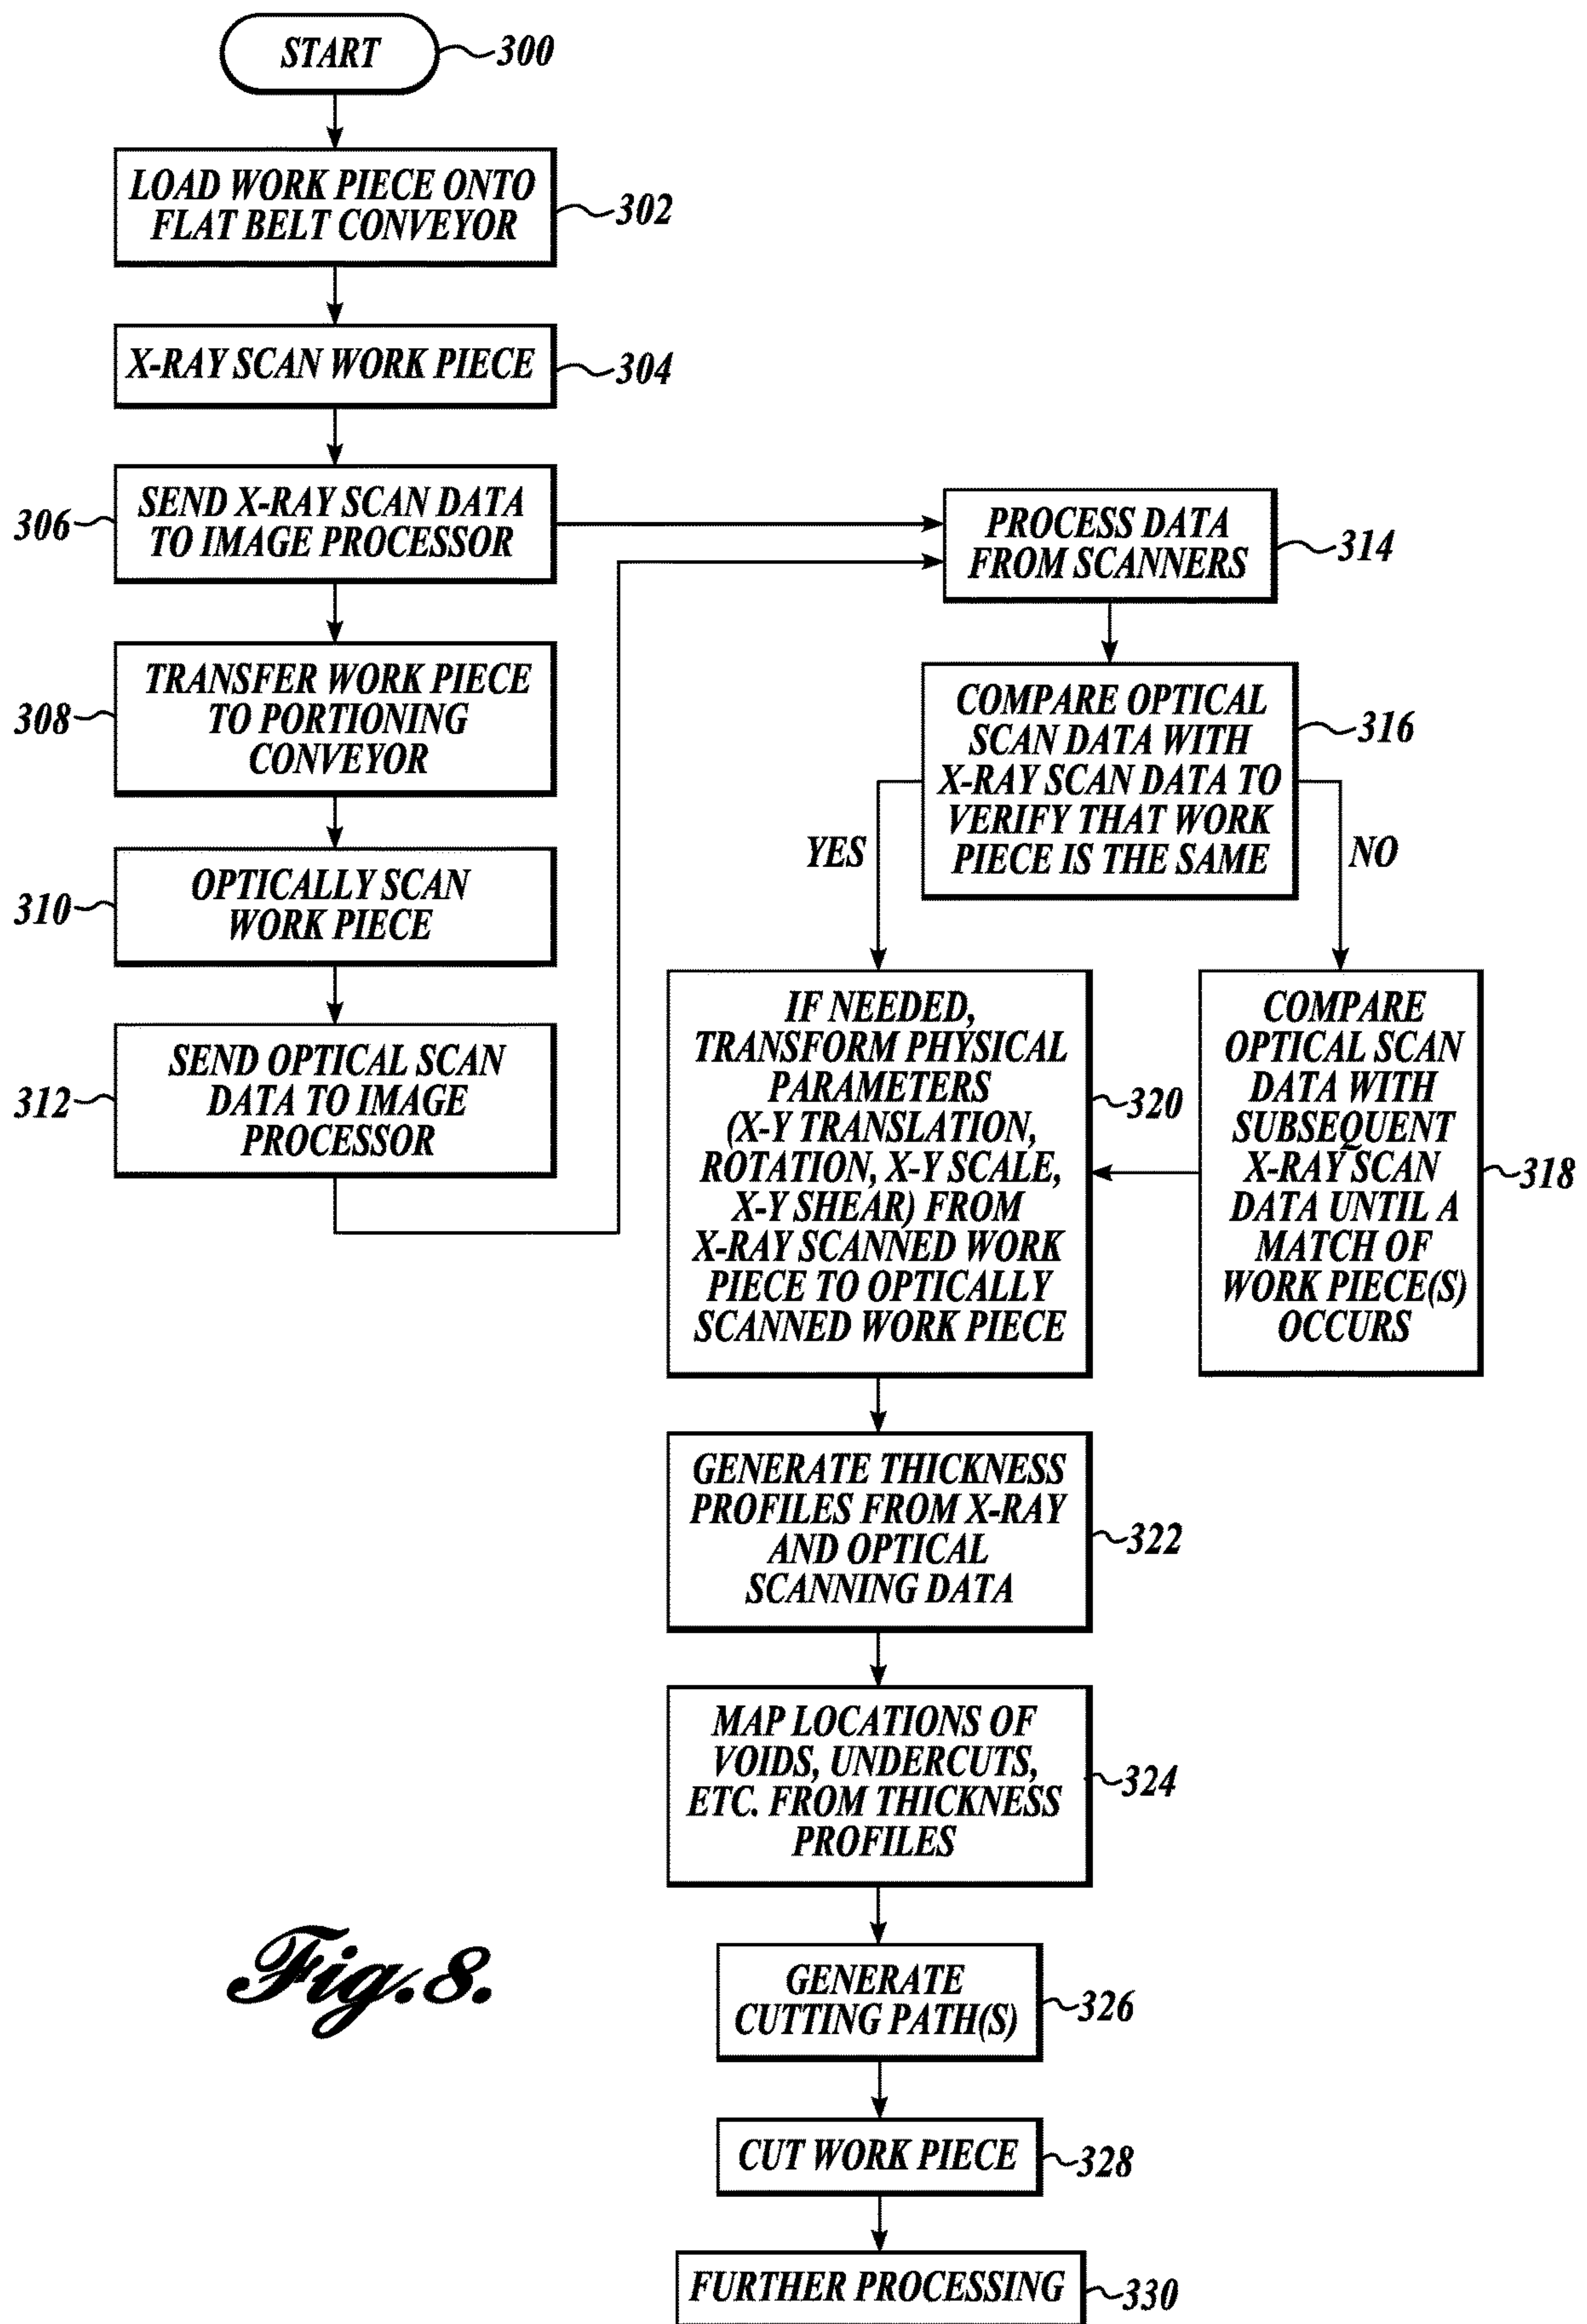 START
300
LOAD WORK PIECE ONTO
FLAT BELT CONVEYOR
302
X-RAY SCAN WORK PIECE
304
SEND X-RAY SCAN DATA
TO IMAGE PROCESSOR
306
TRANSFER WORK PIECE
TO PORTIONING
CONVEYOR
308
OPTICALLY SCAN
WORK PIECE
310
SEND OPTICAL SCAN
DATA TO IMAGE
PROCESSOR
312
PROCESS DATA
FROM SCANNERS
314
COMPARE OPTICAL
SCAN DATA WITH
X-RAY SCAN DATA TO
VERIFY THAT WORK
PIECE IS THE SAME
316
YES
NO
COMPARE
OPTICAL SCAN
DATA WITH
SUBSEQUENT
X-RAY SCAN
DATA UNTIL A
MATCH OF
WORK PIECE(S)
OCCURS
318
IF NEEDED,
TRANSFORM PHYSICAL
PARAMETERS
(X-Y TRANSLATION,
ROTATION, X-Y SCALE,
X-Y SHEAR) FROM
X-RAY SCANNED WORK
PIECE TO OPTICALLY
SCANNED WORK PIECE
320
GENERATE THICKNESS
PROFILES FROM X-RAY
AND OPTICAL
SCANNING DATA
322
MAP LOCATIONS OF
VOIDS, UNDERCUTS,
ETC. FROM THICKNESS
PROFILES
324
GENERATE
CUTTING PATH(S)
326
CUT WORK PIECE
328
FURTHER PROCESSING
330
Fig.8.